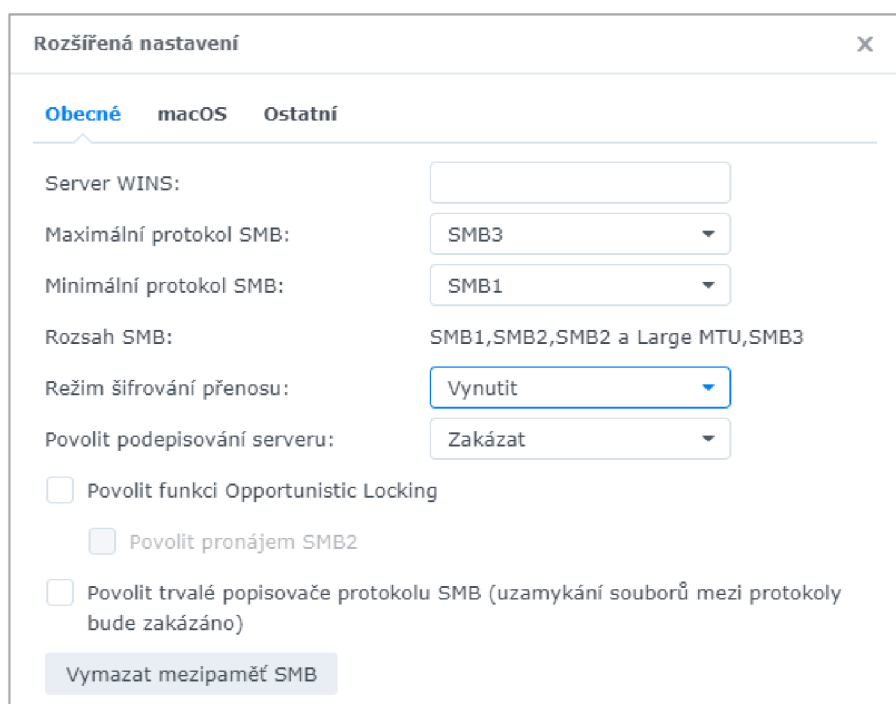 Rozšířená nastavení
Obecné macOS Ostatní
Server WINS:
Maximální protokol SMB: SMB3
Minimální protokol SMB: SMB1
Rozsah SMB: SMB1,SMB2,SMB2 a Large MTU,SMB3
Režim šifrování přenosu: Vynutit
Povolit podepisování serveru: Zakázat
Povolit funkci Opportunistic Locking
Povolit pronájem SMB2
Povolit trvalé popisovače protokolu SMB (uzamykání souborů mezi protokoly
bude zakázáno)
Vymazat mezipaměť SMB